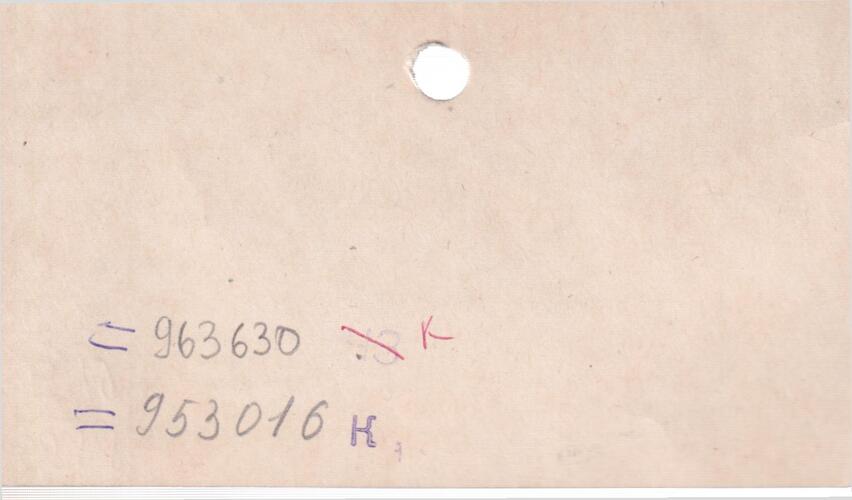 = 963630 K
= 953016 К